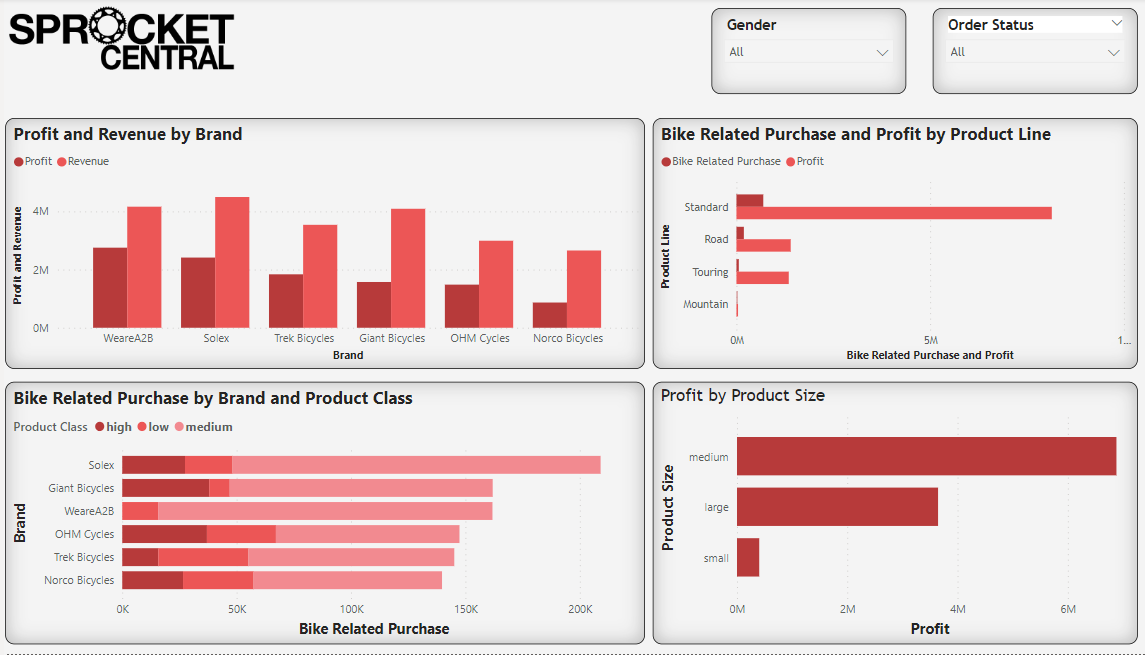 SPROCKET
CENTRAL
Gender
All
Order Status
All
Profit and Revenue by Brand
Profit Revenue
Profit and Revenue
4M
2M
0M
WeareA2B Solex Trek Bicycles Giant Bicycles OHM Cycles Norco Bicycles
Brand
Bike Related Purchase and Profit by Product Line
Bike Related Purchase Profit
Product Line
Standard
Road
Touring
Mountain
0M 5M 1...
Bike Related Purchase and Profit
Bike Related Purchase by Brand and Product Class
Product Class high low medium
Brand
Solex
Giant Bicycles
WeareA2B
OHM Cycles
Trek Bicycles
Norco Bicycles
0K 50K 100K 150K 200K
Bike Related Purchase
Profit by Product Size
Product Size
medium
large
small
0M 2M 4M 6M
Profit